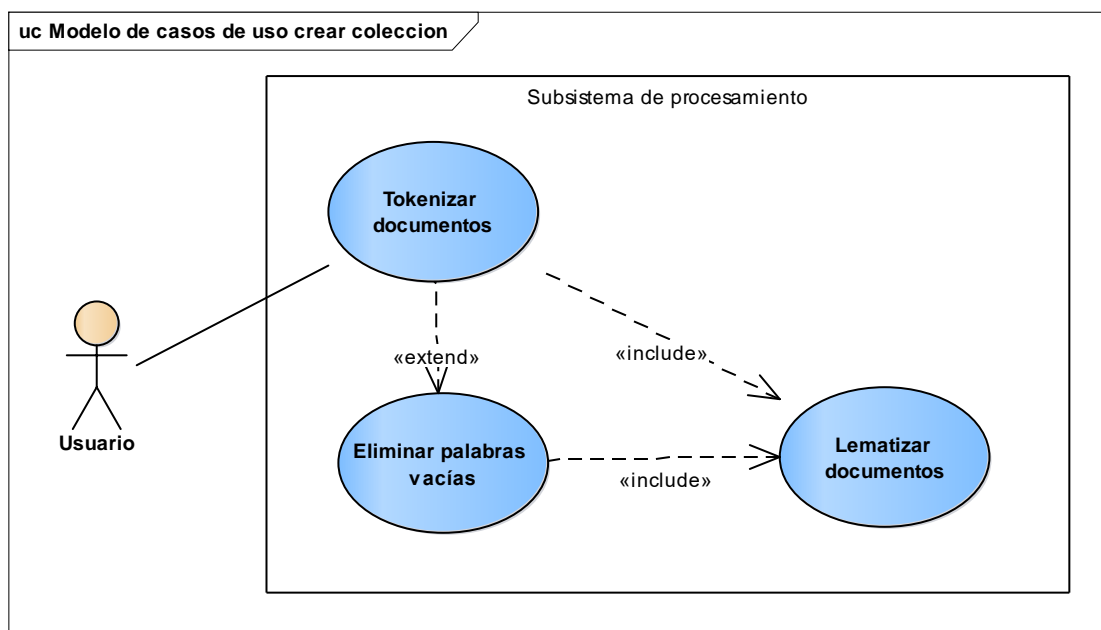 uc Modelo de casos de uso crear coleccion
Subsistema de procesamiento
Tokenizar
documentos
«extend»
«include»
Usuario
Eliminar palabras
vacías
«include»
Lematizar
documentos